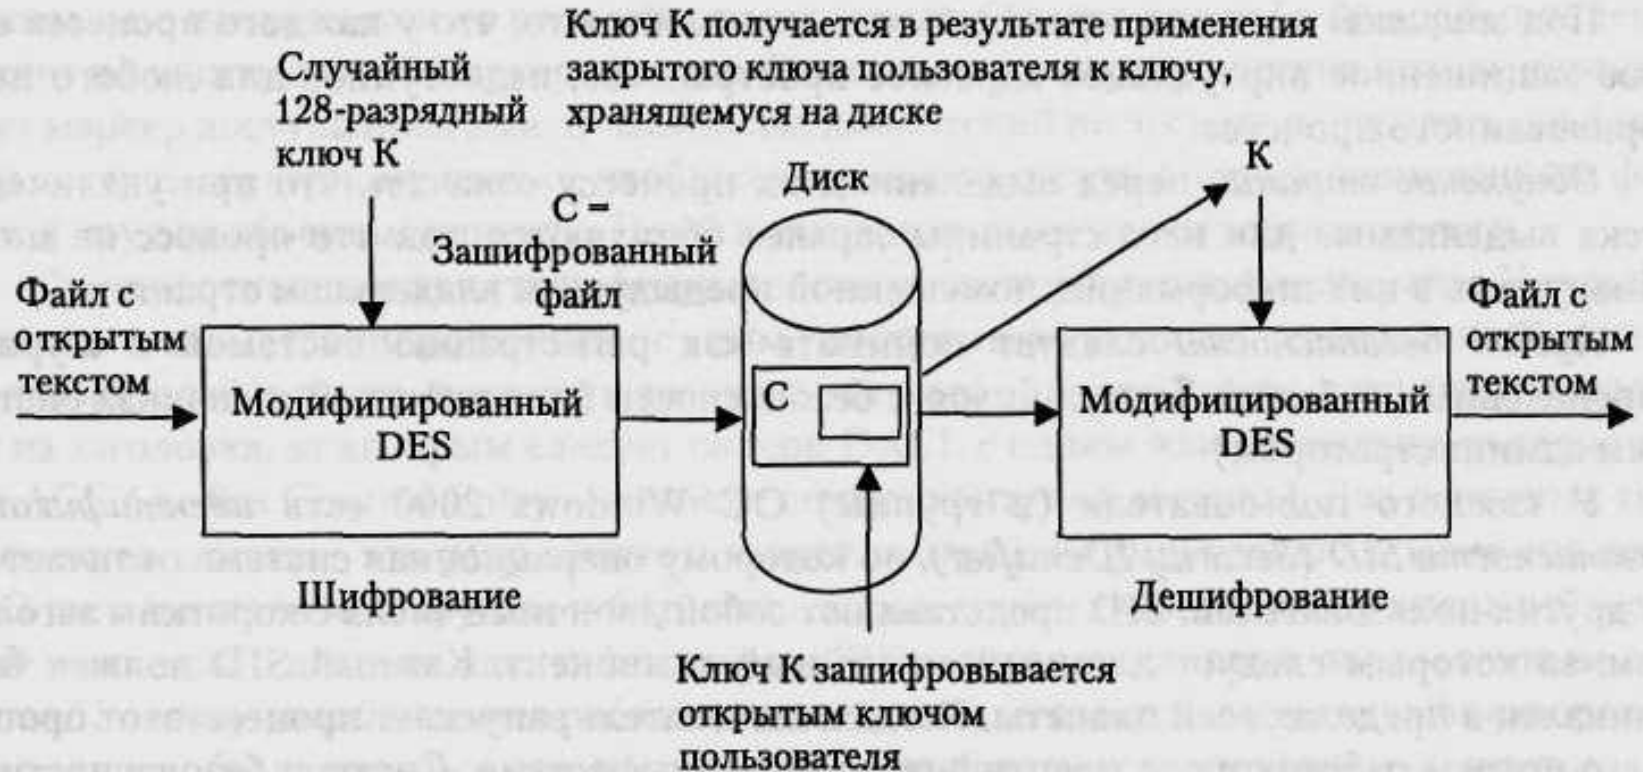 Ключ К получается в результате применения
закрытого ключа пользователя к ключу,
хранящемуся на диске
Случайный
128-разрядный
ключ К
Диск
К
С =
Зашифрованный
файл
Файл с
открытым
текстом
Модифицированный
DES
С
Модифицированный
DES
Файл с
открытым
текстом
Шифрование
Дешифрование
Ключ К зашифровывается
открытым ключом
пользователя